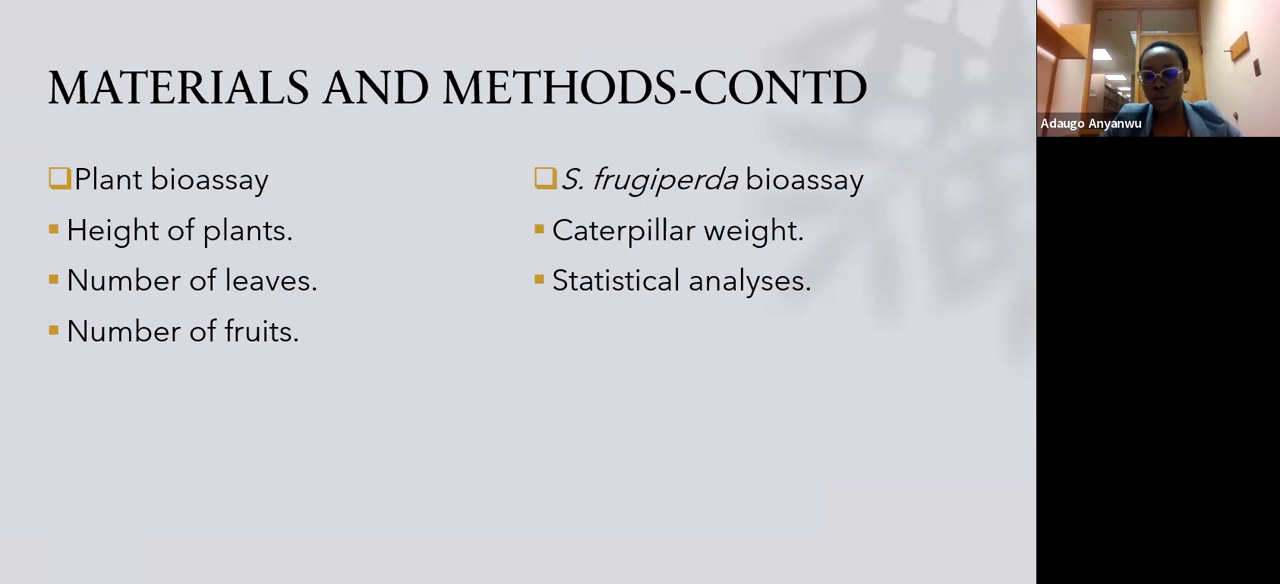 MATERIALS AND METHODS-CONTD
Plant bioassay
Height of plants.
Number of leaves.
Number of fruits.
S. frugiperda bioassay
Caterpillar weight.
Statistical analyses.
Adaugo Anyanwu